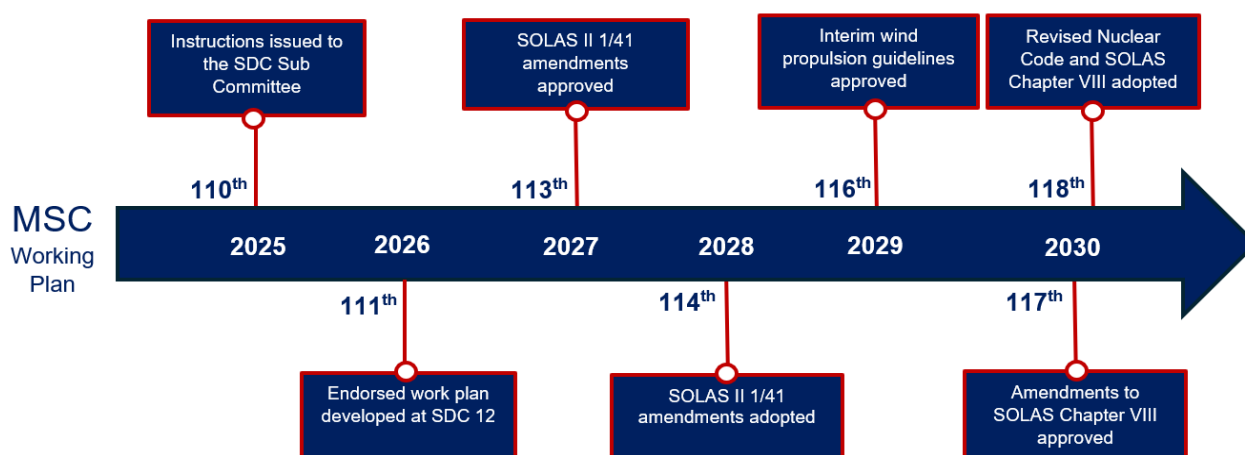 Instructions issued to
the SDC Sub
Committee
SOLAS II 1/41
amendments
approved
Interim wind
propulsion guidelines
approved
Revised Nuclear
Code and SOLAS
Chapter VIII adopted
110th
113th
116th
118th
MSC
Working
Plan
2025
2026
2027
2028
2029
2030
111th
114th
117th
Endorsed work plan
developed at SDC 12
SOLAS II 1/41
amendments adopted
Amendments to
SOLAS Chapter VIII
approved